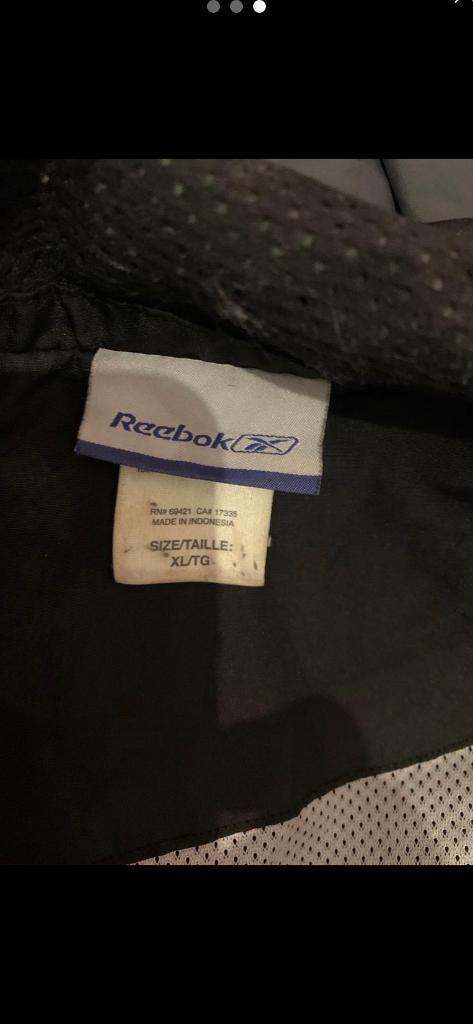 Reebok
RN# 69421 CA# 17335
MADE IN INDONESIA
SIZE/TAILLE:
XL/TG